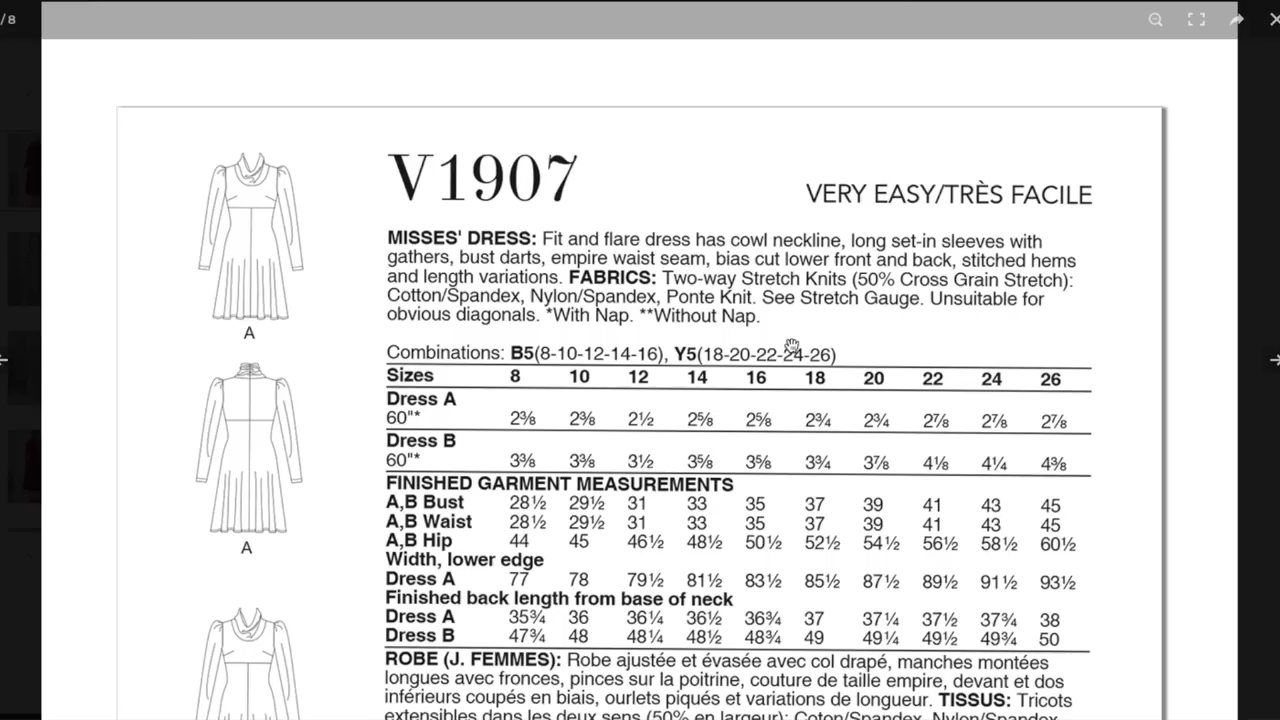 / 8
V1907
VERY EASY/TRÈS FACILE
MISSES' DRESS: Fit and flare dress has cowl neckline, long set-in sleeves with
gathers, bust darts, empire waist seam, bias cut lower front and back, stitched hems
and length variations. FABRICS: Two-way Stretch Knits (50% Cross Grain Stretch):
Cotton/Spandex, Nylon/Spandex, Ponte Knit. See Stretch Gauge. Unsuitable for
obvious diagonals. *With Nap. **Without Nap.
Combinations: B5(8-10-12-14-16), Y5(18-20-22-24-26)
Sizes 8 10 12 14 16 18 20 22 24 26
Dress A
60"* 2⅜ 2⅜ 2½ 2⅝ 2⅝ 2¾ 2¾ 2⅞ 2⅞ 2⅞
Dress B
60"* 3⅜ 3⅜ 3½ 3⅝ 3⅝ 3¾ 3⅞ 4⅛ 4¼ 4⅜
FINISHED GARMENT MEASUREMENTS
A,B Bust 28½ 29½ 31 33 35 37 39 41 43 45
A,B Waist 28½ 29½ 31 33 35 37 39 41 43 45
A,B Hip 44 45 46½ 48½ 50½ 52½ 54½ 56½ 58½ 60½
Width, lower edge
Dress A 77 78 79½ 81½ 83½ 85½ 87½ 89½ 91½ 93½
Finished back length from base of neck
Dress A 35¾ 36 36¼ 36½ 36¾ 37 37¼ 37½ 37¾ 38
Dress B 47¾ 48 48¼ 48½ 48¾ 49 49¼ 49½ 49¾ 50
ROBE (J. FEMMES): Robe ajustée et évasée avec col drapé, manches montées
longues avec fronces, pinces sur la poitrine, couture de taille empire, devant et dos
inférieurs coupés en biais, ourlets piqués et variations de longueur. TISSUS: Tricots
extensibles dans les deux sens (50% en largeur): Coton/Spandex, Nylon/Spandex,
A
A